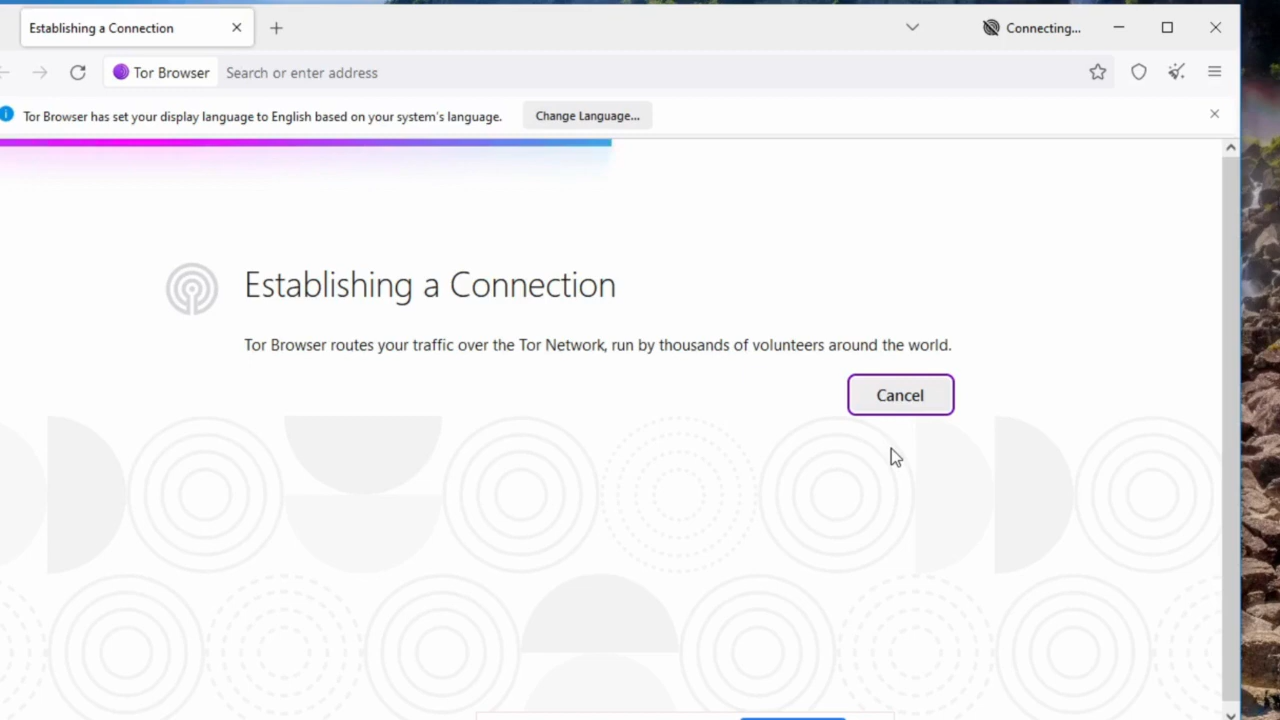 Establishing a Connection
Connecting...
Tor Browser
Search or enter address
Tor Browser has set your display language to English based on your system's language.
Change Language...
Establishing a Connection
Tor Browser routes your traffic over the Tor Network, run by thousands of volunteers around the world.
Cancel